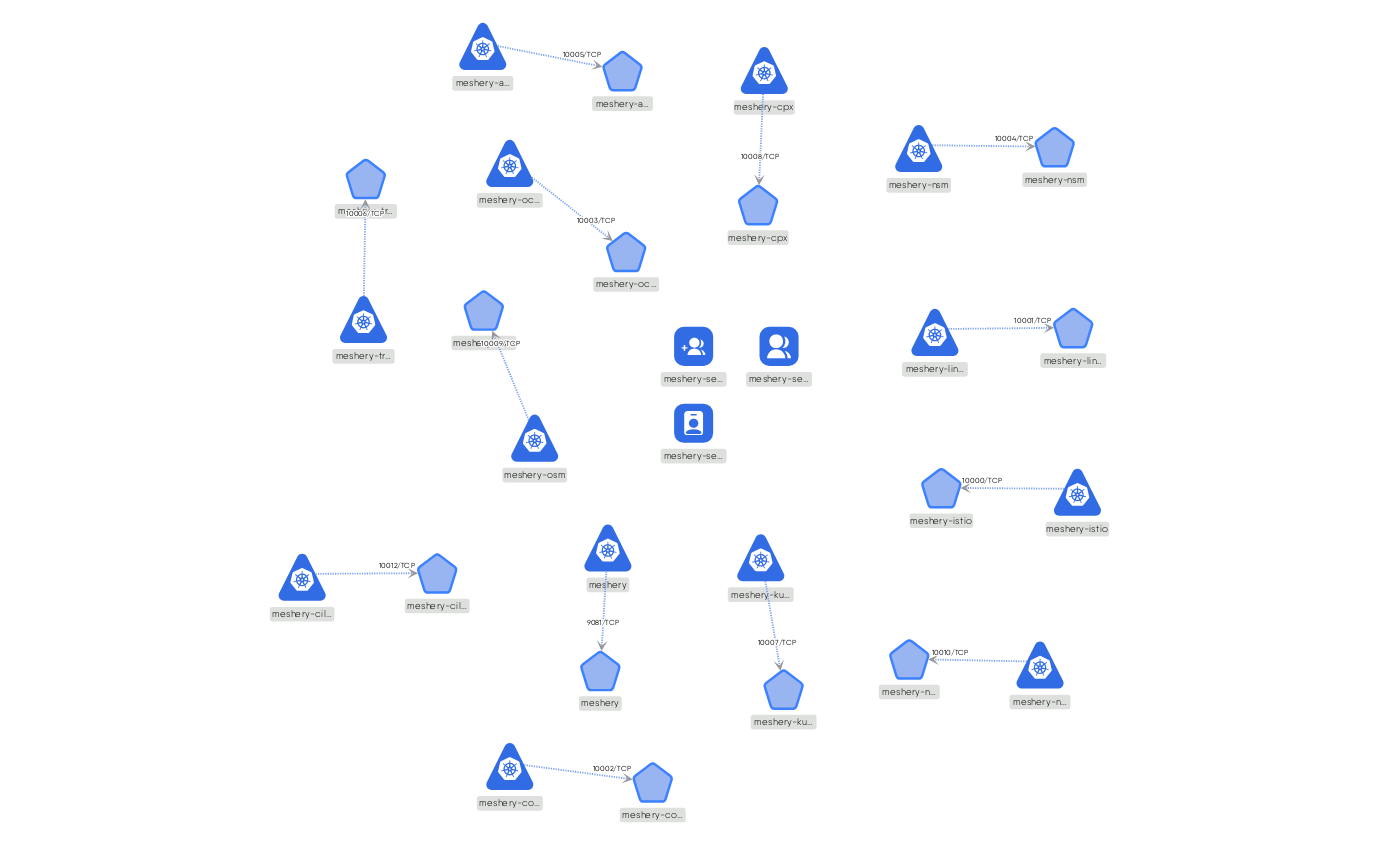 10005/TCP
meshery-a...
meshery-a...
meshery-cpx
10008/TCP
meshery-cpx
10004/TCP
meshery-nsm
meshery-nsm
meshery-oc...
10003/TCP
meshery-oc...
10006/TCP
meshery-tr...
10009/TCP
meshery-osm
meshery-se...
meshery-se...
meshery-se...
10001/TCP
meshery-lin...
meshery-lin...
10000/TCP
meshery-istio
meshery-istio
10012/TCP
meshery-cil...
meshery-cil...
meshery
9081/TCP
meshery
meshery-ku...
10007/TCP
meshery-ku...
10010/TCP
meshery-n...
meshery-n...
10002/TCP
meshery-co...
meshery-co...